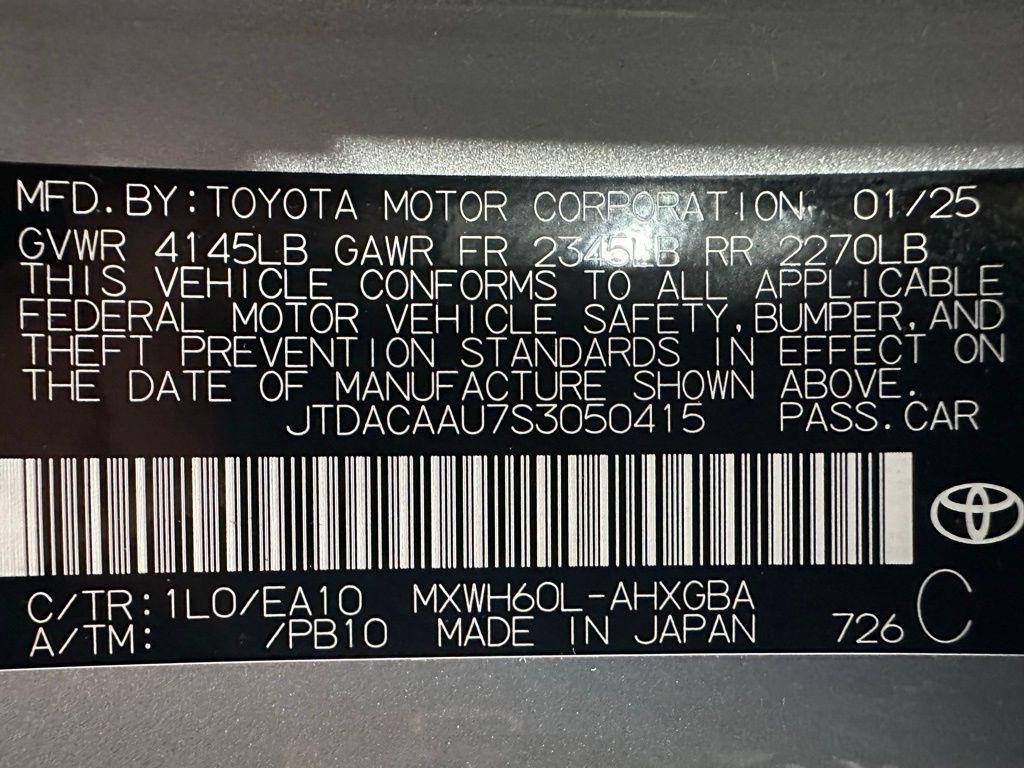 MFD.BY:TOYOTA MOTOR CORPORATION 01/25
GVWR 4145LB GAWR FR 2345LB RR 2270LB
THIS VEHICLE CONFORMS TO ALL APPLICABLE
FEDERAL MOTOR VEHICLE SAFETY,BUMPER,AND
THEFT PREVENTION STANDARDS IN EFFECT ON
THE DATE OF MANUFACTURE SHOWN ABOVE.
JTDACAAU7S3050415 PASS.CAR
C/TR:1L0/EA10 MXWH60L-AHXGBA
A/TM: /PB10 MADE IN JAPAN 726 C